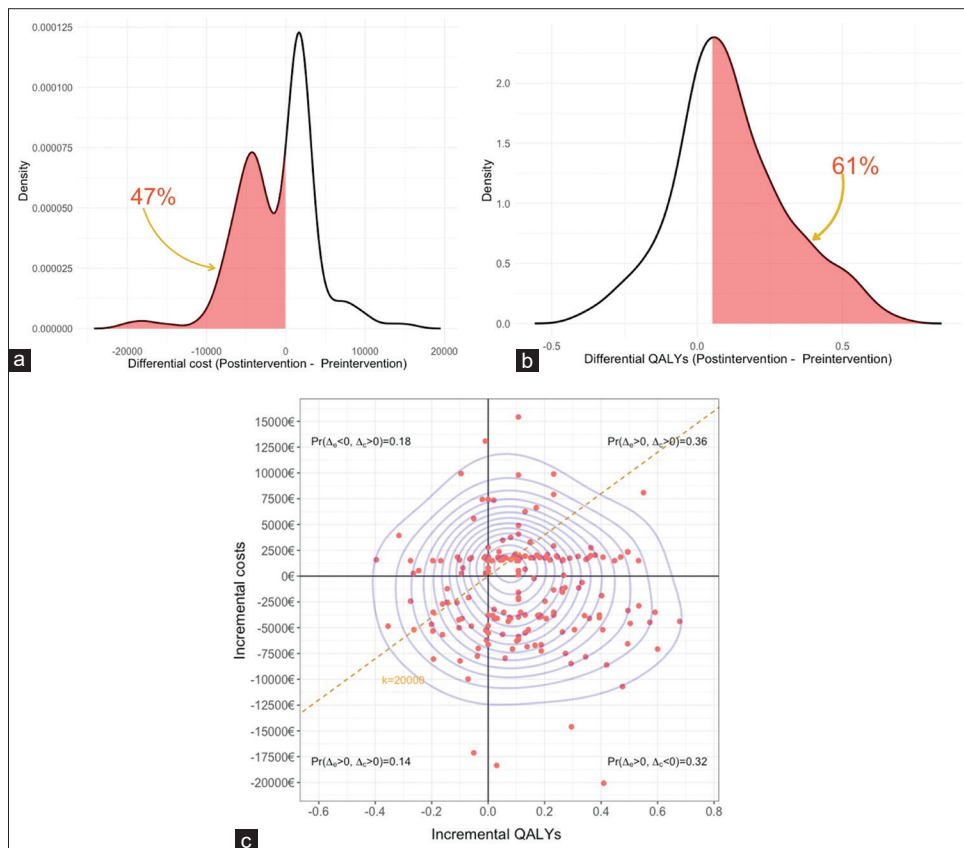 0.000125
0.000100
0.000075
0.000050
0.000025
0.000000
Density
47%
-20000 -10000 0 10000 20000
Differential cost (Postintervention - Preintervention)
a
2.0
1.5
1.0
0.5
0.0
Density
61%
-0.5 0.0 0.5
Differential QALYs (Postintervention - Preintervention)
b
15000€
12500€
10000€
7500€
5000€
2500€
0€
-2500€
-5000€
-7500€
-10000€
-12500€
-15000€
-17500€
-20000€
Incremental costs
Pr(Δe<0, Δc>0)=0.18
Pr(Δe>0, Δc>0)=0.36
k=20000
Pr(Δe>0, Δc>0)=0.14
Pr(Δe>0, Δc<0)=0.32
-0.6 -0.4 -0.2 0.0 0.2 0.4 0.6 0.8
Incremental QALYs
c